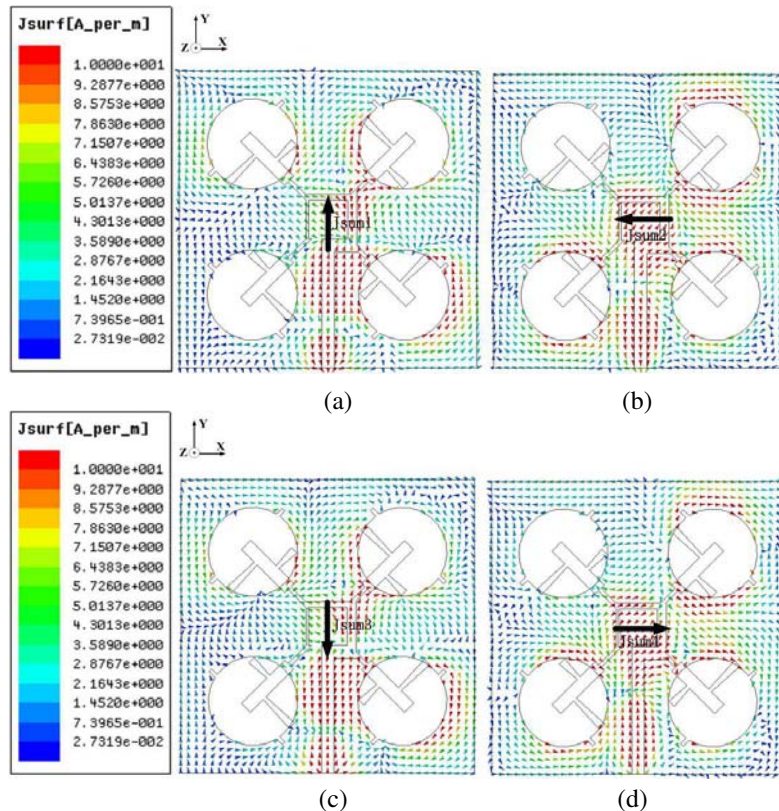 Jsurf[A_per_m]
1.0000e+001
9.2877e+000
8.5753e+000
7.8630e+000
7.1507e+000
6.4383e+000
5.7260e+000
5.0137e+000
4.3013e+000
3.5890e+000
2.8767e+000
2.1643e+000
1.4520e+000
7.3965e-001
2.7319e-002
Y
Z
X
Jsum1
(a)
Jsum2
(b)
Jsurf[A_per_m]
1.0000e+001
9.2877e+000
8.5753e+000
7.8630e+000
7.1507e+000
6.4383e+000
5.7260e+000
5.0137e+000
4.3013e+000
3.5890e+000
2.8767e+000
2.1643e+000
1.4520e+000
7.3965e-001
2.7319e-002
Y
Z
X
Jsum3
(c)
Jsum4
(d)